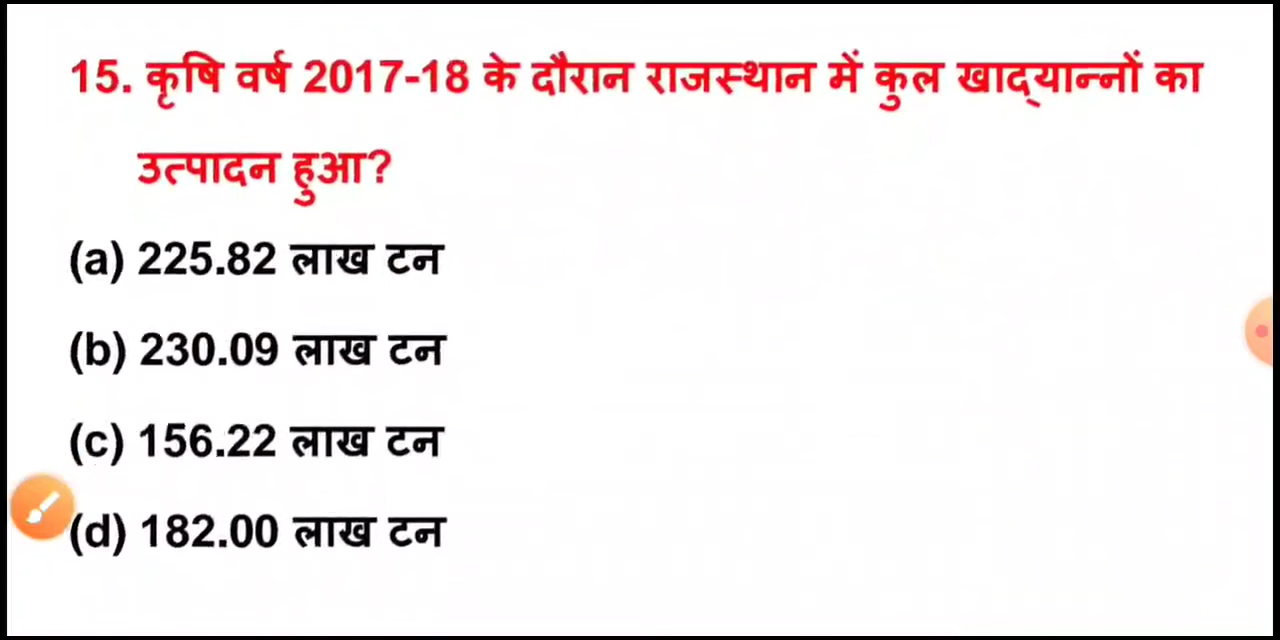 15. कृषि वर्ष 2017-18 के दौरान राजस्थान में कुल खाद्यान्नों का
उत्पादन हुआ?
(a) 225.82 लाख टन
(b) 230.09 लाख टन
(c) 156.22 लाख टन
(d) 182.00 लाख टन